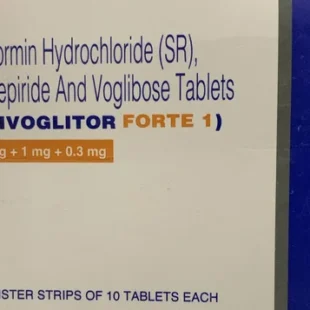 ormin Hydrochloride (SR),
epiride And Voglibose Tablets
IVOGLITOR FORTE 1)
g + 1 mg + 0.3 mg
ISTER STRIPS OF 10 TABLETS EACH